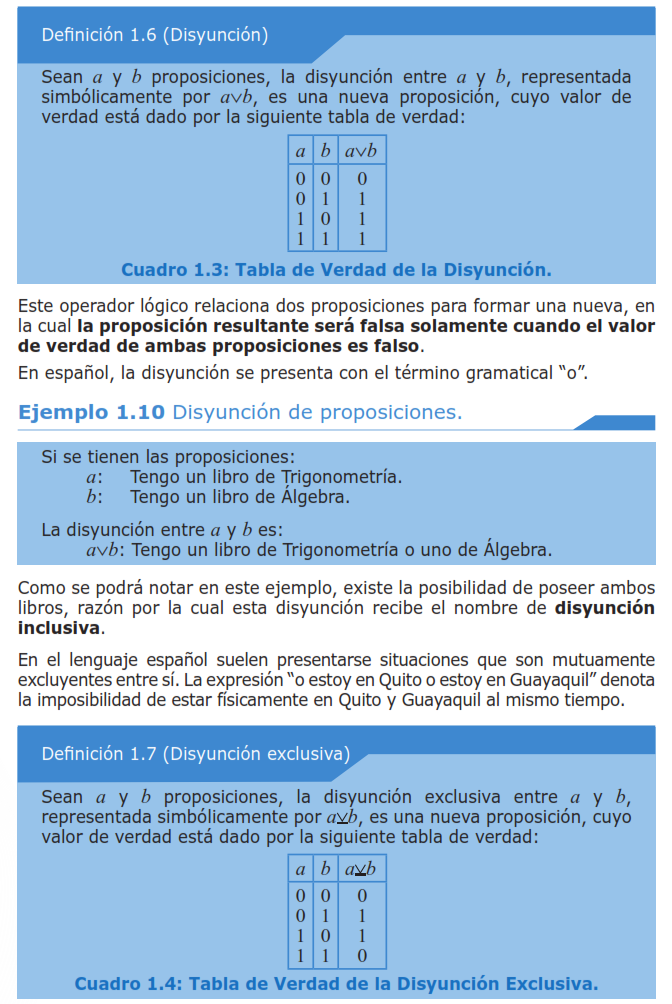 Definición 1.6 (Disyunción)
Sean a y b proposiciones, la disyunción entre a y b, representada
simbólicamente por a∨b, es una nueva proposición, cuyo valor de
verdad está dado por la siguiente tabla de verdad:
a b a∨b
0 0 0
0 1 1
1 0 1
1 1 1
Cuadro 1.3: Tabla de Verdad de la Disyunción.
Este operador lógico relaciona dos proposiciones para formar una nueva, en
la cual la proposición resultante será falsa solamente cuando el valor
de verdad de ambas proposiciones es falso.
En español, la disyunción se presenta con el término gramatical “o”.
Ejemplo 1.10 Disyunción de proposiciones.
Si se tienen las proposiciones:
a: Tengo un libro de Trigonometría.
b: Tengo un libro de Álgebra.
La disyunción entre a y b es:
a∨b: Tengo un libro de Trigonometría o uno de Álgebra.
Como se podrá notar en este ejemplo, existe la posibilidad de poseer ambos
libros, razón por la cual esta disyunción recibe el nombre de disyunción
inclusiva.
En el lenguaje español suelen presentarse situaciones que son mutuamente
excluyentes entre sí. La expresión “o estoy en Quito o estoy en Guayaquil” denota
la imposibilidad de estar físicamente en Quito y Guayaquil al mismo tiempo.
Definición 1.7 (Disyunción exclusiva)
Sean a y b proposiciones, la disyunción exclusiva entre a y b,
representada simbólicamente por a⊻b, es una nueva proposición, cuyo
valor de verdad está dado por la siguiente tabla de verdad:
a b a⊻b
0 0 0
0 1 1
1 0 1
1 1 0
Cuadro 1.4: Tabla de Verdad de la Disyunción Exclusiva.